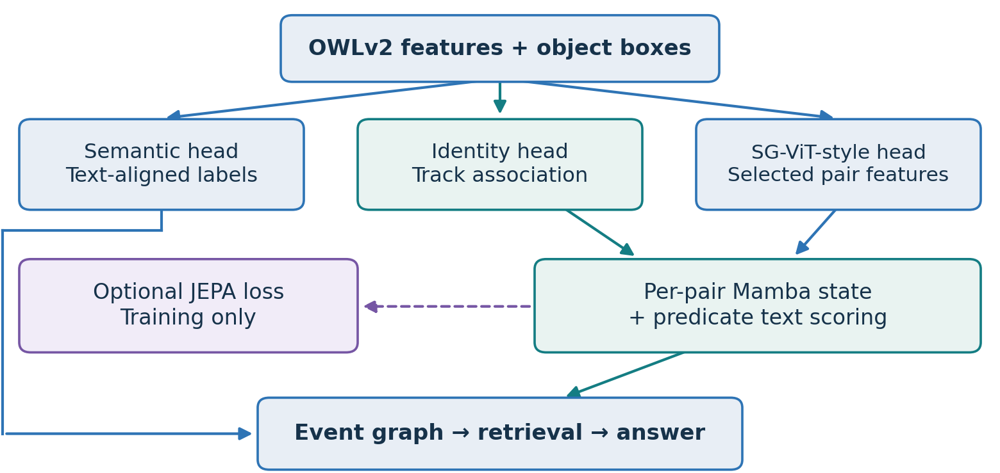 OWLv2 features + object boxes
Semantic head
Text-aligned labels
Identity head
Track association
SG-ViT-style head
Selected pair features
Optional JEPA loss
Training only
Per-pair Mamba state
+ predicate text scoring
Event graph → retrieval → answer